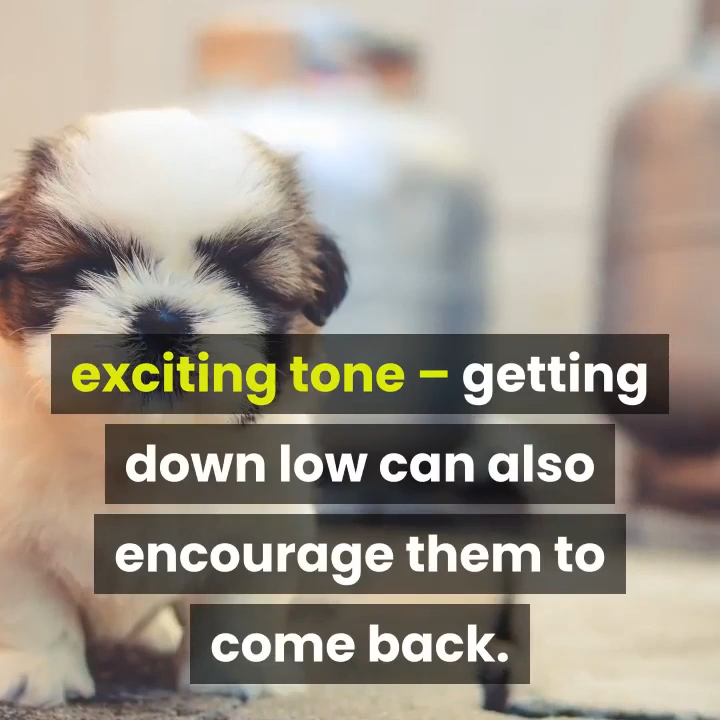 exciting tone – getting
down low can also
encourage them to
come back.